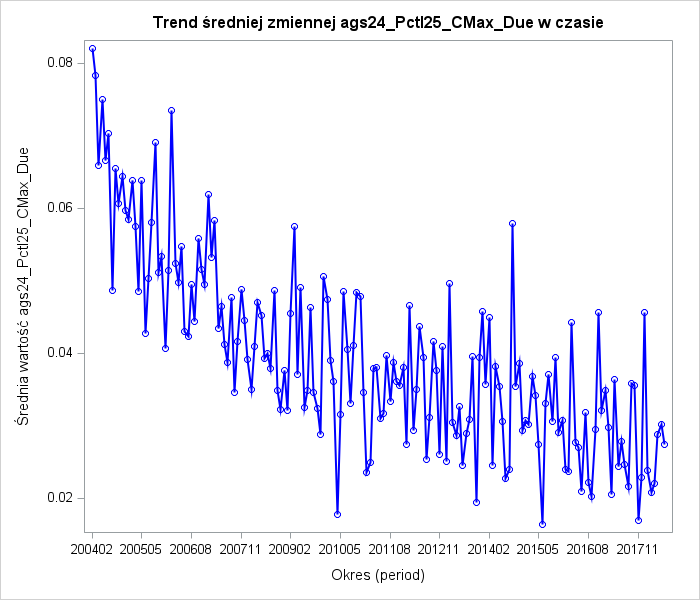 Trend średniej zmiennej ags24_Pctl25_CMax_Due w czasie
Średnia wartość ags24_Pctl25_CMax_Due
0.08
0.06
0.04
0.02
200402 200505 200608 200711 200902 201005 201108 201211 201402 201505 201608 201711
Okres (period)